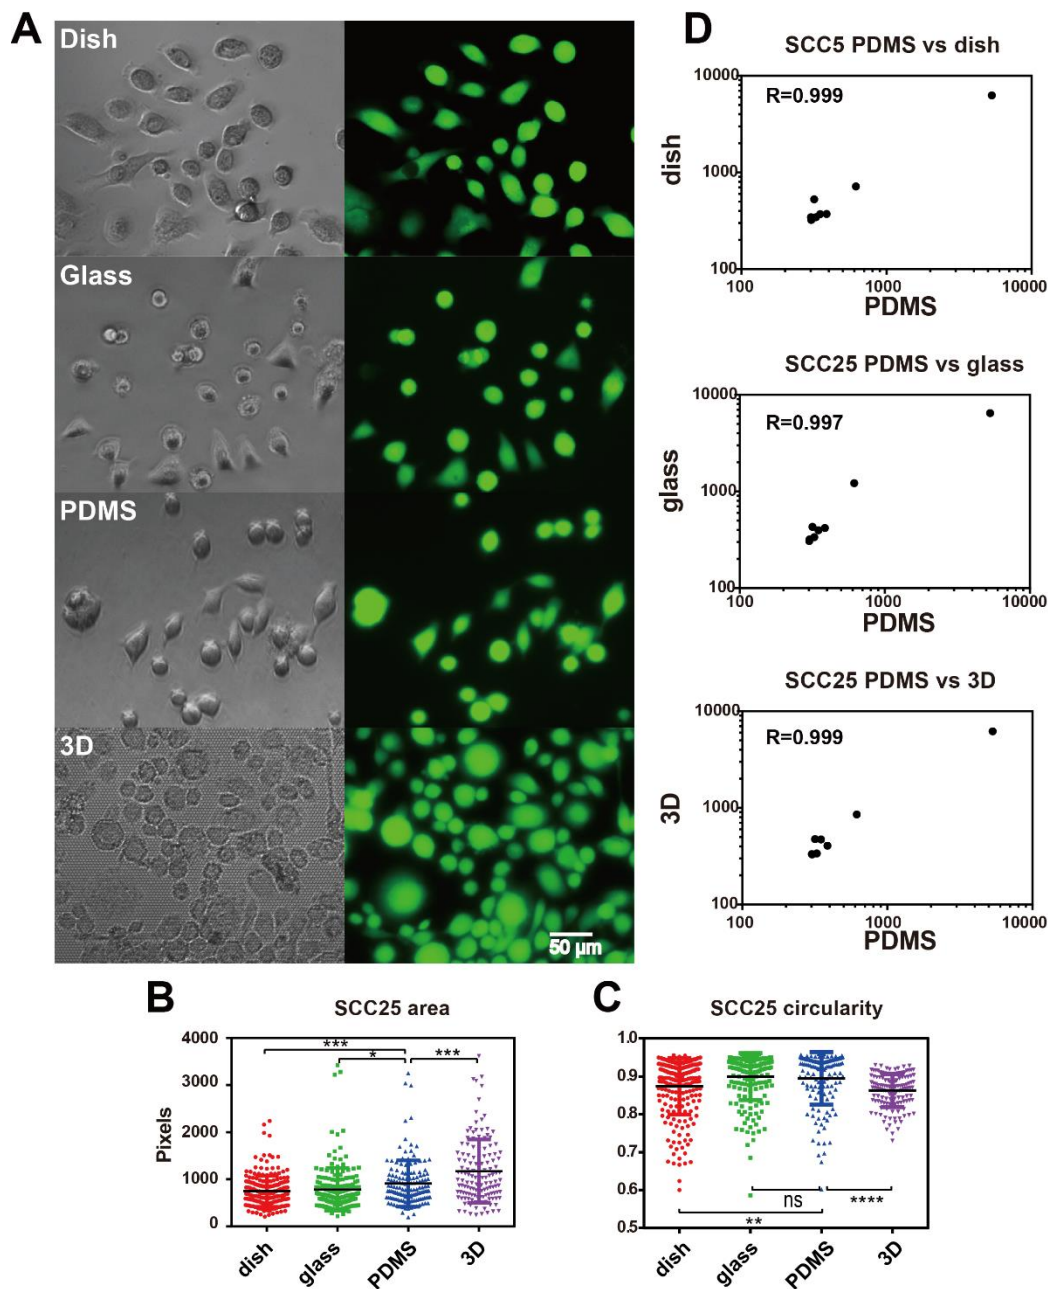 A
Dish
Glass
PDMS
3D
50 µm
D
SCC5 PDMS vs dish
R=0.999
dish
10000
1000
100
100
1000
10000
PDMS
SCC25 PDMS vs glass
R=0.997
glass
10000
1000
100
100
1000
10000
PDMS
SCC25 PDMS vs 3D
R=0.999
3D
10000
1000
100
100
1000
10000
PDMS
B
SCC25 area
Pixels
4000
3000
2000
1000
0
***
*
***
dish
glass
PDMS
3D
C
SCC25 circularity
1.0
0.9
0.8
0.7
0.6
0.5
ns
****
**
dish
glass
PDMS
3D